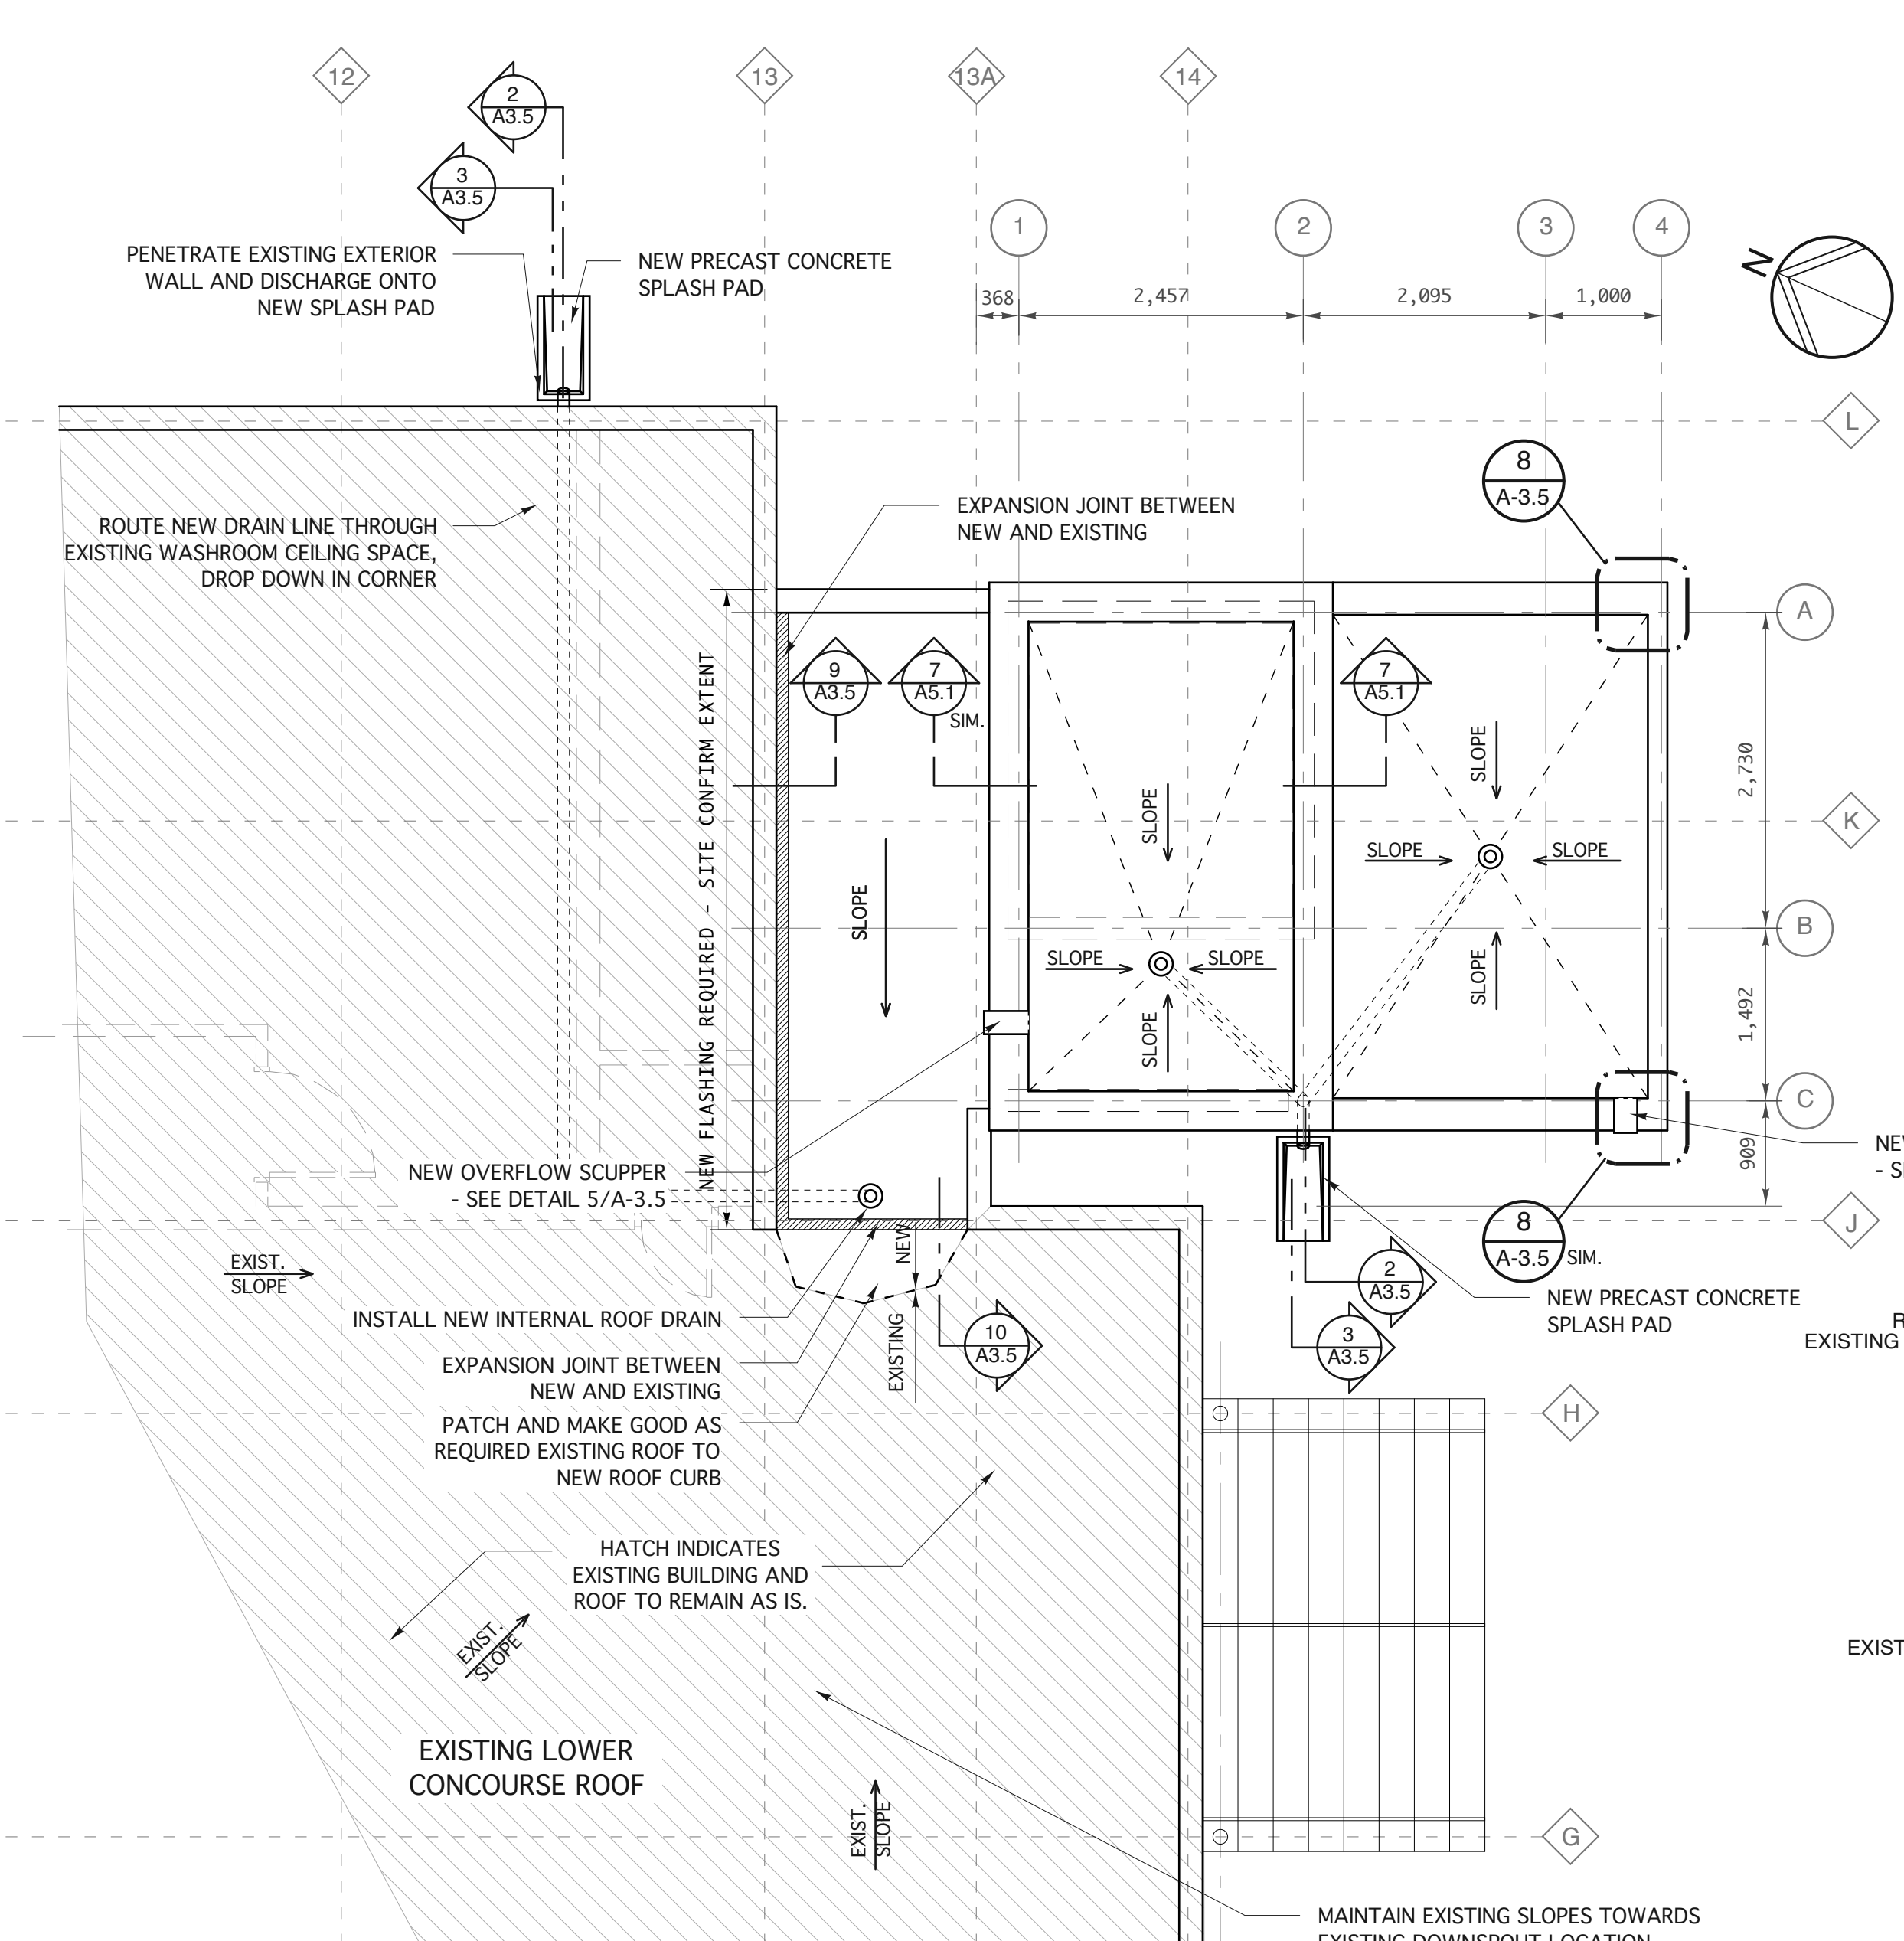 12
13
13A
14
2
A3.5
3
A3.5
PENETRATE EXISTING EXTERIOR
WALL AND DISCHARGE ONTO
NEW SPLASH PAD
NEW PRECAST CONCRETE
SPLASH PAD
1
2
3
4
N
368
2,457
2,095
1,000
L
8
A-3.5
ROUTE NEW DRAIN LINE THROUGH
EXISTING WASHROOM CEILING SPACE,
DROP DOWN IN CORNER
EXPANSION JOINT BETWEEN
NEW AND EXISTING
A
NEW FLASHING REQUIRED - SITE CONFIRM EXTENT
9
A3.5
7
A5.1
SIM.
7
A5.1
SLOPE
2,730
SLOPE
K
SLOPE
SLOPE
SLOPE
B
SLOPE
SLOPE
SLOPE
SLOPE
1,492
C
909
NEW OVERFLOW SCUPPER
- SEE DETAIL 5/A-3.5
J
8
A-3.5
SIM.
NEW
EXISTING
EXIST.
SLOPE
2
A3.5
3
A3.5
10
A3.5
NEW PRECAST CONCRETE
SPLASH PAD
EXISTING
INSTALL NEW INTERNAL ROOF DRAIN
EXPANSION JOINT BETWEEN
NEW AND EXISTING
PATCH AND MAKE GOOD AS
REQUIRED EXISTING ROOF TO
NEW ROOF CURB
H
HATCH INDICATES
EXISTING BUILDING AND
ROOF TO REMAIN AS IS.
EXIST.
SLOPE
EXISTING LOWER
CONCOURSE ROOF
EXIST.
SLOPE
G
MAINTAIN EXISTING SLOPES TOWARDS
EXISTING DOWNSPOUT LOCATION